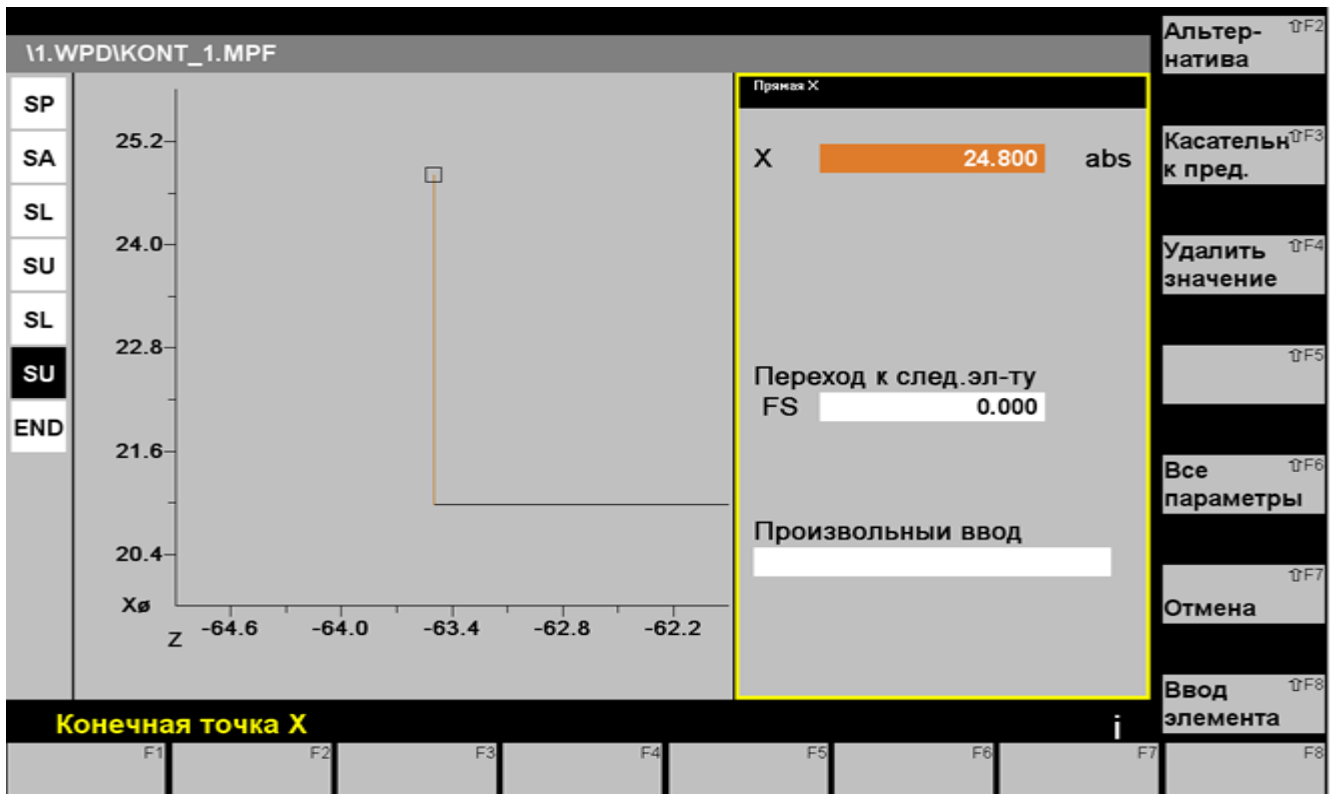 \1.WPD\KONT_1.MPF
SP
SA
SL
SU
SL
SU
END
25.2
24.0
22.8
21.6
20.4
Xø
Z
-64.6 -64.0 -63.4 -62.8 -62.2
Прямая X
X 24.800 abs
Переход к след.эл-ту
FS 0.000
Произвольныи ввод
Альтер- ⇧F2
натива
Касательн ⇧F3
к пред.
Удалить ⇧F4
значение
⇧F5
Все ⇧F6
параметры
⇧F7
Отмена
Ввод ⇧F8
элемента
Конечная точка X i
F1 F2 F3 F4 F5 F6 F7 F8